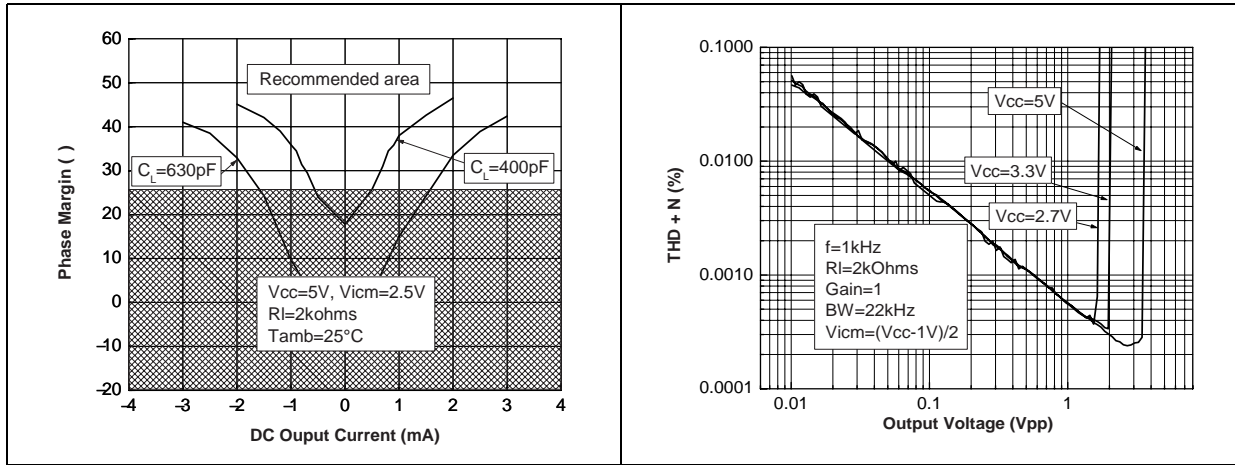 60
50
40
30
20
10
0
−10
−20
−4
−3
−2
−1
0
1
2
3
4
Phase Margin ( )
DC Ouput Current (mA)
Recommended area
CL=630pF
CL=400pF
Vcc=5V, Vicm=2.5V
Rl=2kohms
Tamb=25°C
0.1000
0.0100
0.0010
0.0001
0.01
0.1
1
THD + N (%)
Output Voltage (Vpp)
Vcc=5V
Vcc=3.3V
Vcc=2.7V
f=1kHz
Rl=2kOhms
Gain=1
BW=22kHz
Vicm=(Vcc-1V)/2